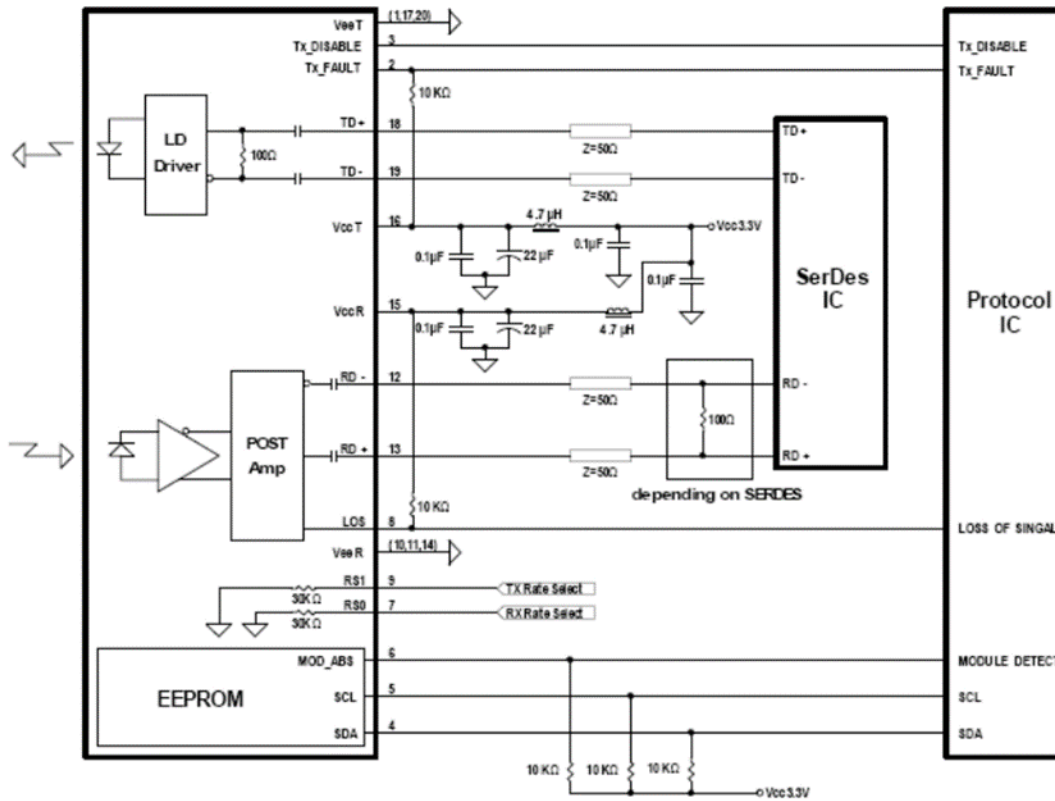 VeeT (1,17,20)
Tx_DISABLE 3 Tx_DISABLE
Tx_FAULT 2 Tx_FAULT
10 KΩ
LD
Driver
100Ω
TD+ 18 Z=50Ω TD+
TD- 19 Z=50Ω TD-
VccT 16 4.7 µH Vcc3.3V
0.1µF 22 µF 0.1µF 0.1µF
SerDes
IC
Protocol
IC
VccR 15
0.1µF 22 µF 4.7 µH
RD - 12 Z=50Ω RD -
100Ω
POST
Amp
RD + 13 Z=50Ω RD +
depending on SERDES
10 KΩ
LOS 8 LOSS OF SINGAL
VeeR (10,11,14)
RS1 9 TX Rate Select
30KΩ
RS0 7 RX Rate Select
30KΩ
MOD_ABS 6 MODULE DETECT
EEPROM
SCL 5 SCL
SDA 4 SDA
10 KΩ 10 KΩ 10 KΩ
Vcc3.3V